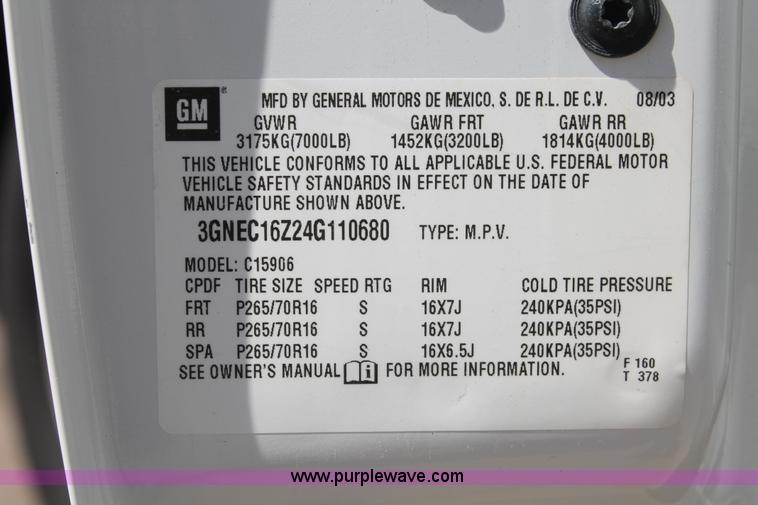 GM ® MFD BY GENERAL MOTORS DE MEXICO, S. DE R.L. DE C.V. 08/03
GVWR GAWR FRT GAWR RR
3175KG(7000LB) 1452KG(3200LB) 1814KG(4000LB)
THIS VEHICLE CONFORMS TO ALL APPLICABLE U.S. FEDERAL MOTOR
VEHICLE SAFETY STANDARDS IN EFFECT ON THE DATE OF
MANUFACTURE SHOWN ABOVE.
3GNEC16Z24G110680 TYPE: M.P.V.
MODEL: C15906
CPDF TIRE SIZE SPEED RTG RIM COLD TIRE PRESSURE
FRT P265/70R16 S 16X7J 240KPA(35PSI)
RR P265/70R16 S 16X7J 240KPA(35PSI)
SPA P265/70R16 S 16X6.5J 240KPA(35PSI)
SEE OWNER'S MANUAL i FOR MORE INFORMATION. F 160
T 378
www.purplewave.com